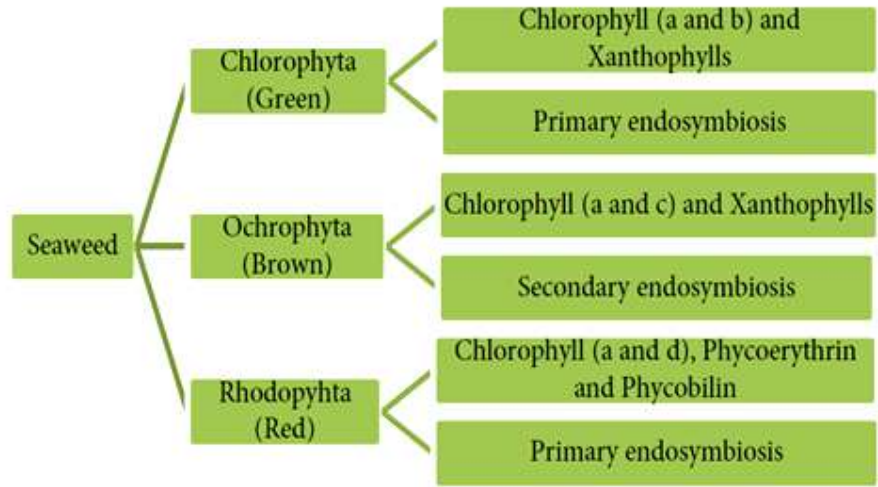 Seaweed
Chlorophyta
(Green)
Chlorophyll (a and b) and
Xanthophylls
Primary endosymbiosis
Ochrophyta
(Brown)
Chlorophyll (a and c) and Xanthophylls
Secondary endosymbiosis
Rhodopyhta
(Red)
Chlorophyll (a and d), Phycoerythrin
and Phycobilin
Primary endosymbiosis